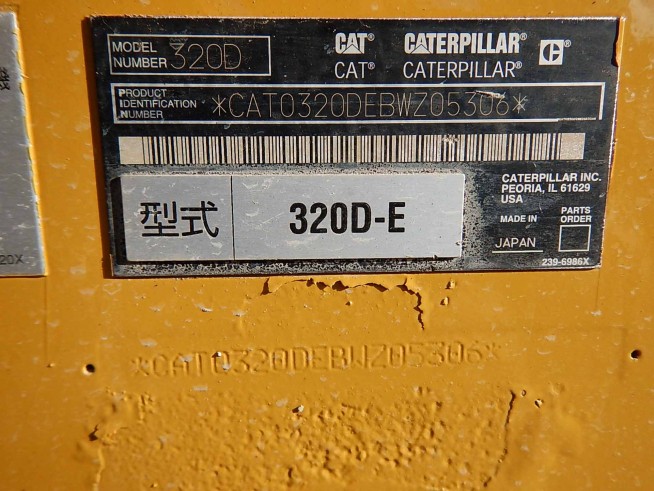 MODEL NUMBER 320D
CAT® CATERPILLAR® C®
CAT® CATERPILLAR®
PRODUCT IDENTIFICATION NUMBER *CAT0320DEBWZ05306*
CATERPILLAR INC.
PEORIA, IL 61629
USA
型式 320D-E
MADE IN JAPAN
PARTS ORDER
239-6986X
20X
*CAT0320DEBWZ05306*